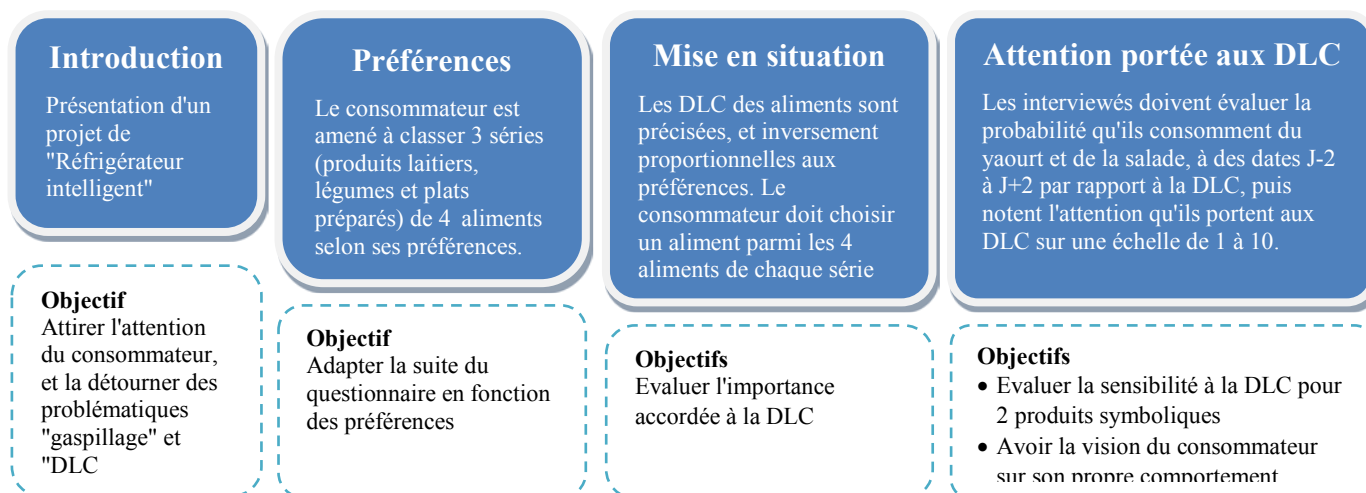 Introduction
Présentation d'un
projet de
"Réfrigérateur
intelligent"
Objectif
Attirer l'attention
du consommateur,
et la détourner des
problématiques
"gaspillage" et
"DLC
Préférences
Le consommateur est
amené à classer 3 séries
(produits laitiers,
légumes et plats
préparés) de 4 aliments
selon ses préférences.
Objectif
Adapter la suite du
questionnaire en fonction
des préférences
Mise en situation
Les DLC des aliments sont
précisées, et inversement
proportionnelles aux
préférences. Le
consommateur doit choisir
un aliment parmi les 4
aliments de chaque série
Objectifs
Evaluer l'importance
accordée à la DLC
Attention portée aux DLC
Les interviewés doivent évaluer la
probabilité qu'ils consomment du
yaourt et de la salade, à des dates J-2
à J+2 par rapport à la DLC, puis
notent l'attention qu'ils portent aux
DLC sur une échelle de 1 à 10.
Objectifs
• Evaluer la sensibilité à la DLC pour
2 produits symboliques
• Avoir la vision du consommateur
sur son propre comportement